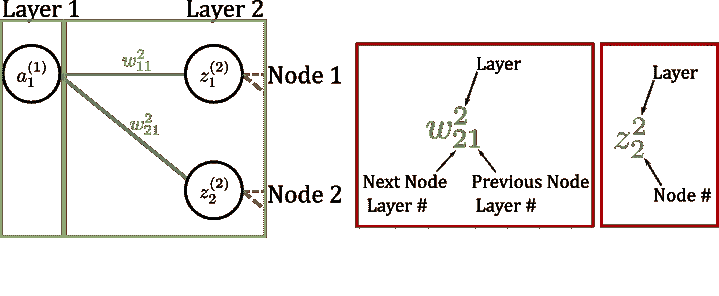 Layer 1 Layer 2
a_1^{(1)} w_{11}^2 z_1^{(2)} Node 1
w_{21}^2
z_2^{(2)} Node 2
Layer
w_{21}^2
Next Node Previous Node
Layer # Layer #
Layer
z_2^2
Node #